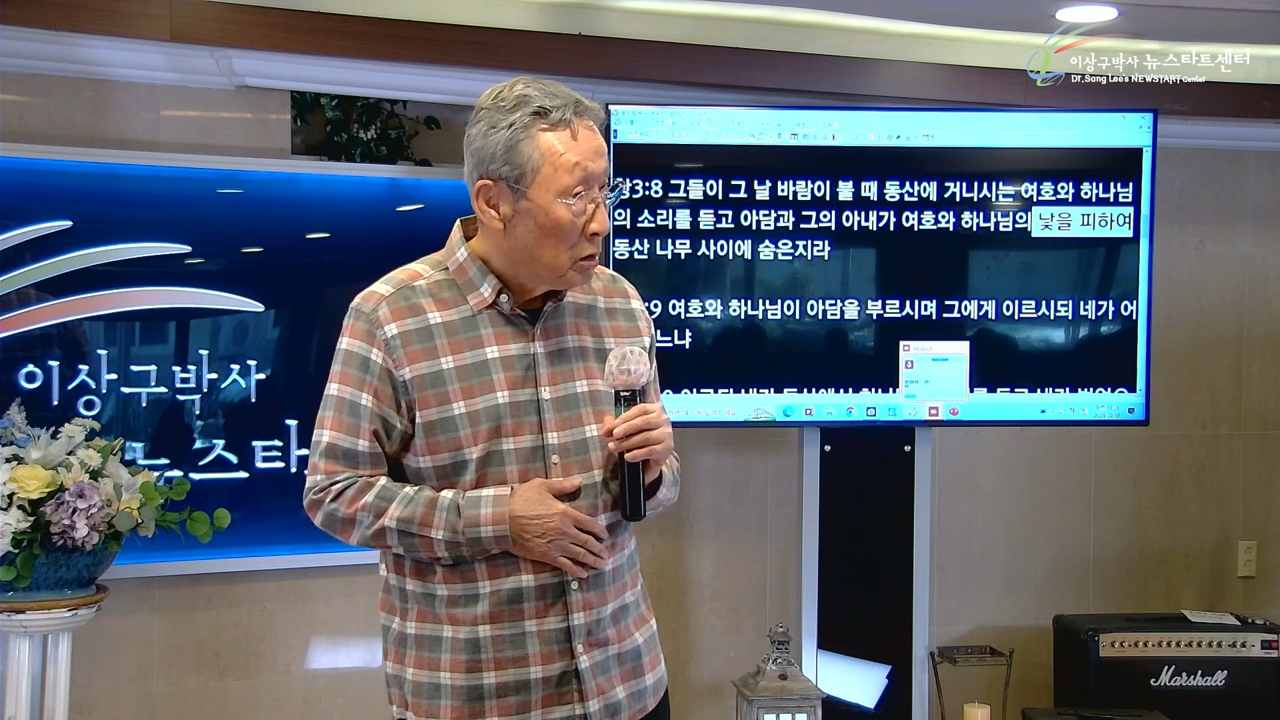 이상구박사 뉴스타트센터
Dr.Sang Lee's NEWSTART Center
3:8 그들이 그 날 바람이 불 때 동산에 거니시는 여호와 하나님
의 소리를 듣고 아담과 그의 아내가 여호와 하나님의 낯을 피하여
동산 나무 사이에 숨은지라
9 여호와 하나님이 아담을 부르시며 그에게 이르시되 네가 어
느냐
이상구박사
뉴스타
Marshall